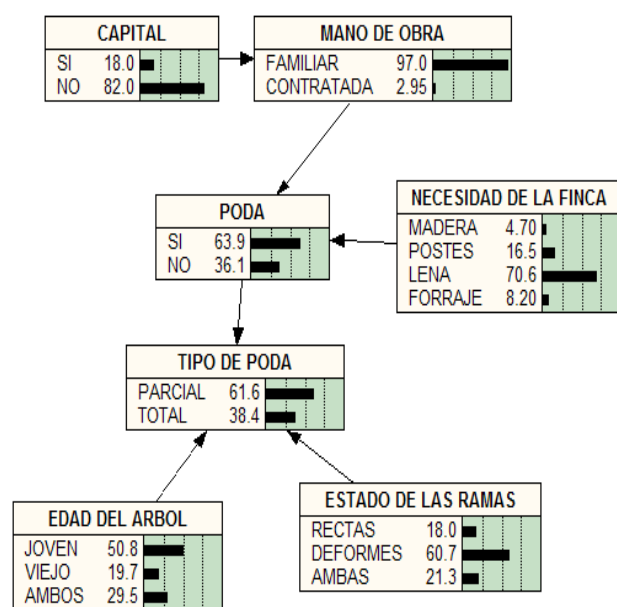 CAPITAL
SI 18.0
NO 82.0
MANO DE OBRA
FAMILIAR 97.0
CONTRATADA 2.95
PODA
SI 63.9
NO 36.1
NECESIDAD DE LA FINCA
MADERA 4.70
POSTES 16.5
LENA 70.6
FORRAJE 8.20
TIPO DE PODA
PARCIAL 61.6
TOTAL 38.4
EDAD DEL ARBOL
JOVEN 50.8
VIEJO 19.7
AMBOS 29.5
ESTADO DE LAS RAMAS
RECTAS 18.0
DEFORMES 60.7
AMBAS 21.3